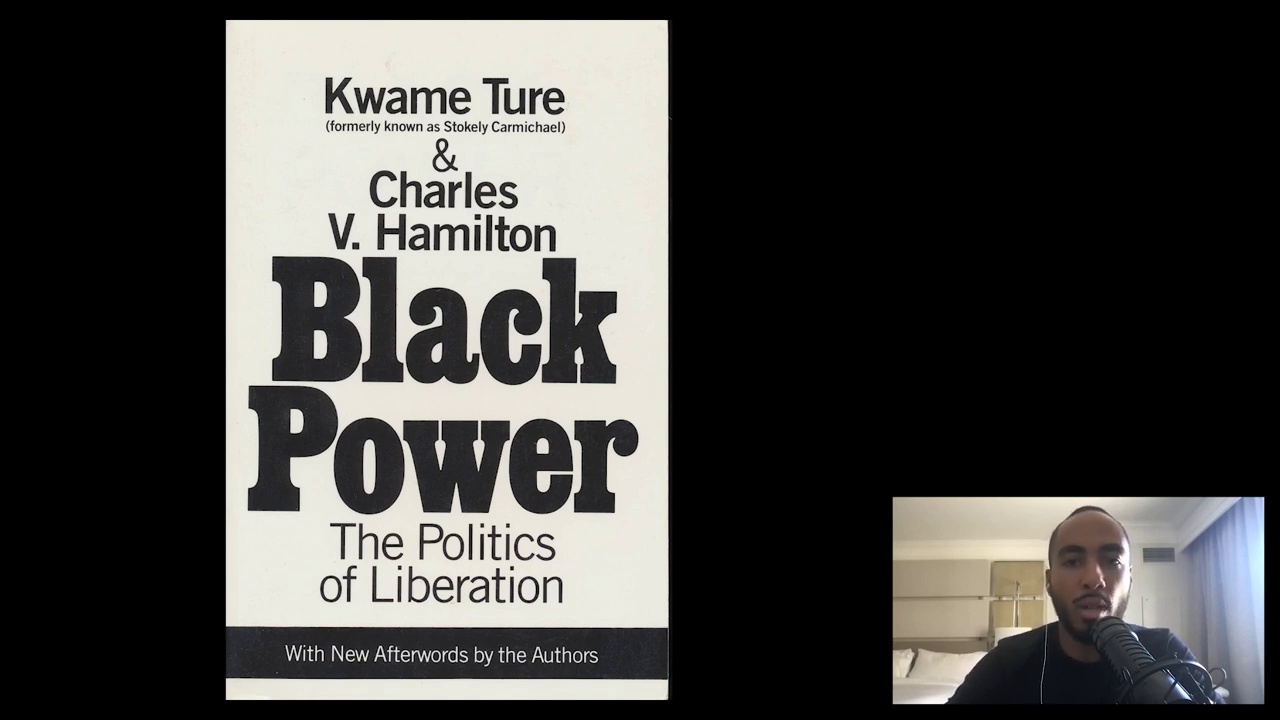 Kwame Ture
(formerly known as Stokely Carmichael)
&
Charles
V. Hamilton
Black
Power
The Politics
of Liberation
With New Afterwords by the Authors